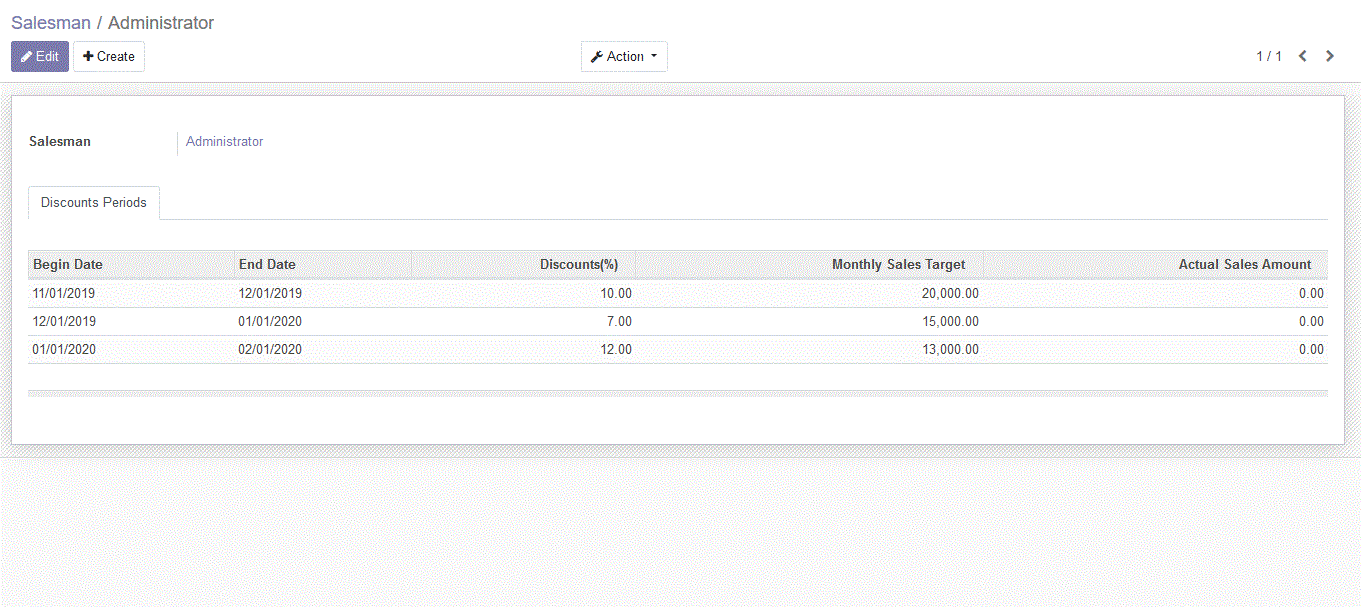 Salesman / Administrator
Edit Create Action 1 / 1
Salesman Administrator
Discounts Periods
Begin Date End Date Discounts(%) Monthly Sales Target Actual Sales Amount
11/01/2019 12/01/2019 10.00 20,000.00 0.00
12/01/2019 01/01/2020 7.00 15,000.00 0.00
01/01/2020 02/01/2020 12.00 13,000.00 0.00